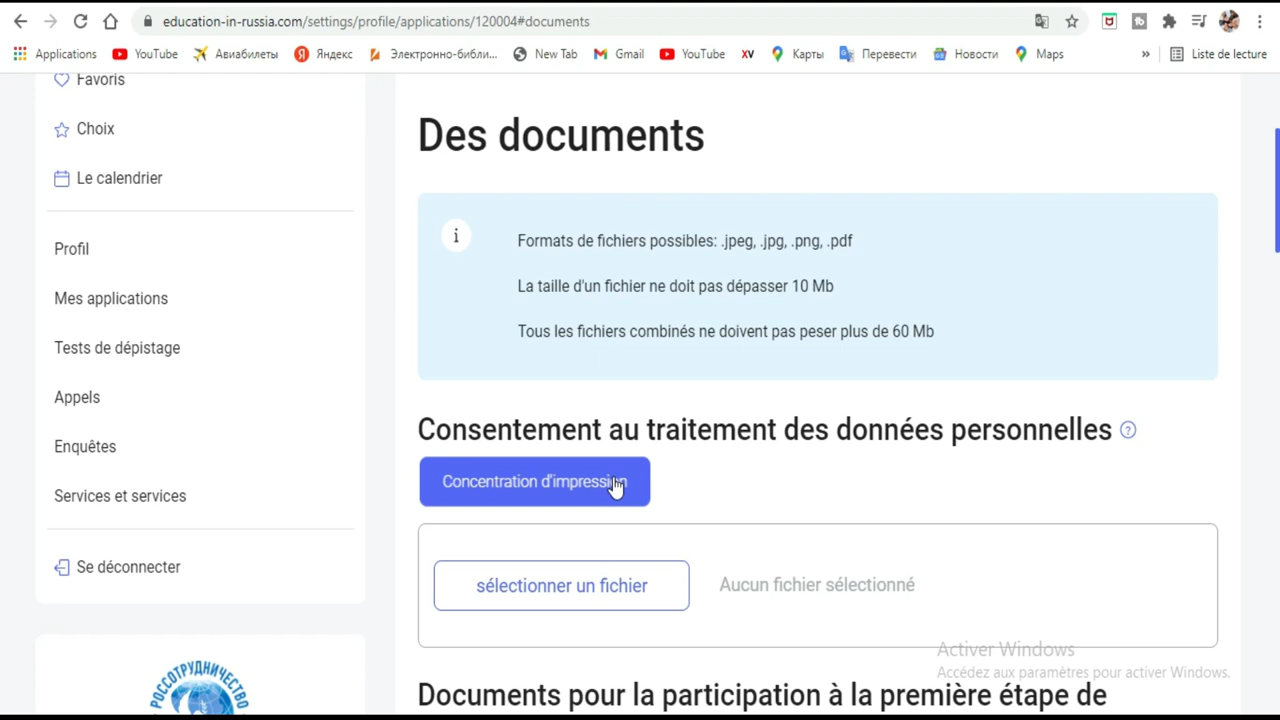 education-in-russia.com/settings/profile/applications/120004#documents
Applications YouTube Авиабилеты Яндекс Электронно-библи... New Tab Gmail YouTube XV Карты Перевести Новости Maps » Liste de lecture
Favoris
Choix
Le calendrier
Profil
Mes applications
Tests de dépistage
Appels
Enquêtes
Services et services
Se déconnecter
РОССОТРУДНИЧЕСТВО
Des documents
i
Formats de fichiers possibles: .jpeg, .jpg, .png, .pdf
La taille d'un fichier ne doit pas dépasser 10 Mb
Tous les fichiers combinés ne doivent pas peser plus de 60 Mb
Consentement au traitement des données personnelles ?
Concentration d'impression
sélectionner un fichier Aucun fichier sélectionné
Activer Windows
Accédez aux paramètres pour activer Windows.
Documents pour la participation à la première étape de